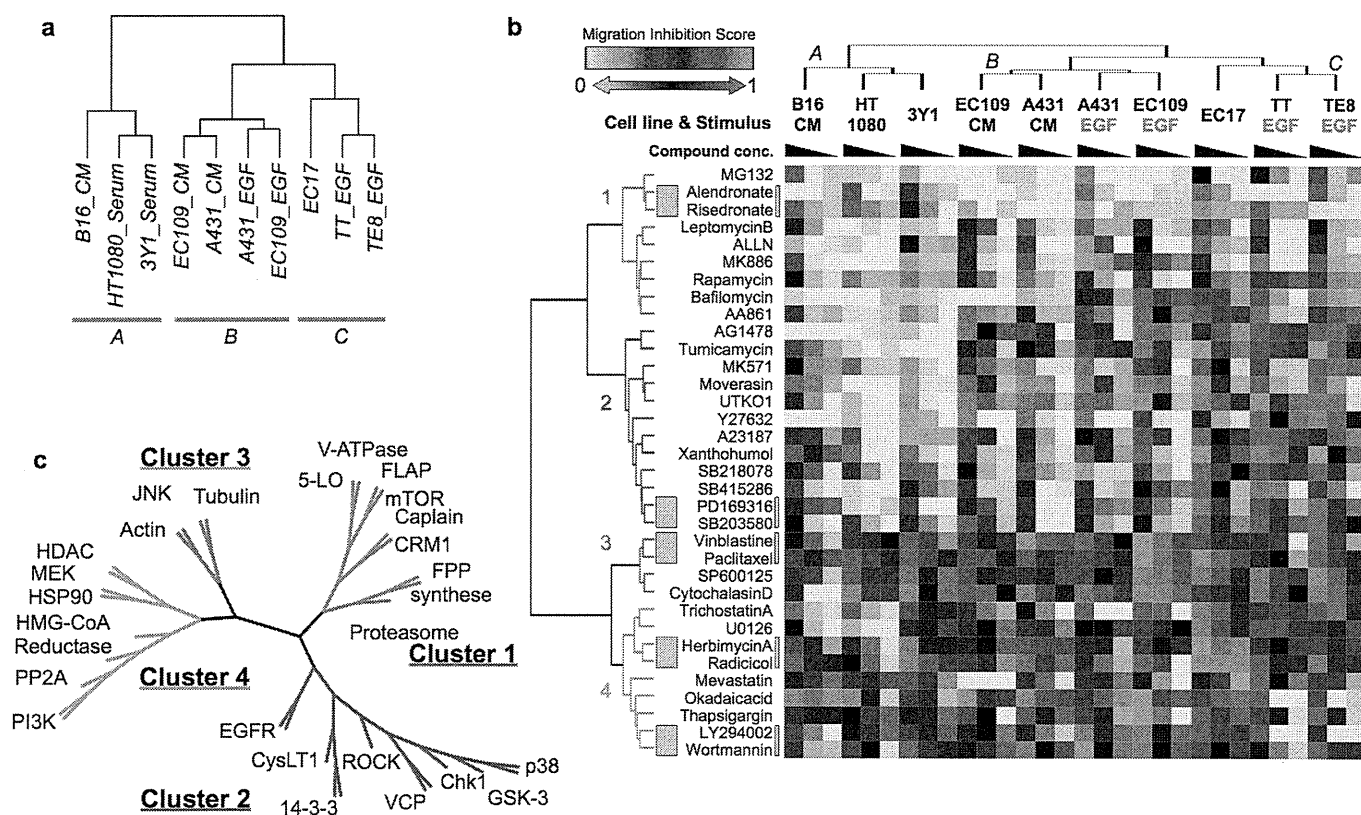 a
B16_CM
HT1080_Serum
3Y1_Serum
EC109_CM
A431_CM
A431_EGF
EC109_EGF
EC17
TT_EGF
TE8_EGF
A
B
C
b
Migration Inhibition Score
0
1
Cell line & Stimulus
Compound conc.
A
B
C
B16
CM
HT
1080
3Y1
EC109
CM
A431
CM
A431
EGF
EC109
EGF
EC17
TT
EGF
TE8
EGF
1
2
3
4
MG132
Alendronate
Risedronate
LeptomycinB
ALLN
MK886
Rapamycin
Bafilomycin
AA861
AG1478
Tumicamycin
MK571
Moverasin
UTKO1
Y27632
A23187
Xanthohumol
SB218078
SB415286
PD169316
SB203580
Vinblastine
Paclitaxel
SP600125
CytochalasinD
TrichostatinA
U0126
HerbimycinA
Radicicol
Mevastatin
Okadaicacid
Thapsigargin
LY294002
Wortmannin
c
Cluster 3
JNK
Tubulin
Actin
HDAC
MEK
HSP90
HMG-CoA
Reductase
PP2A
PI3K
Cluster 4
V-ATPase
5-LO
FLAP
mTOR
Caplain
CRM1
FPP
synthese
Proteasome
Cluster 1
EGFR
CysLT1
ROCK
14-3-3
VCP
Chk1
GSK-3
p38
Cluster 2